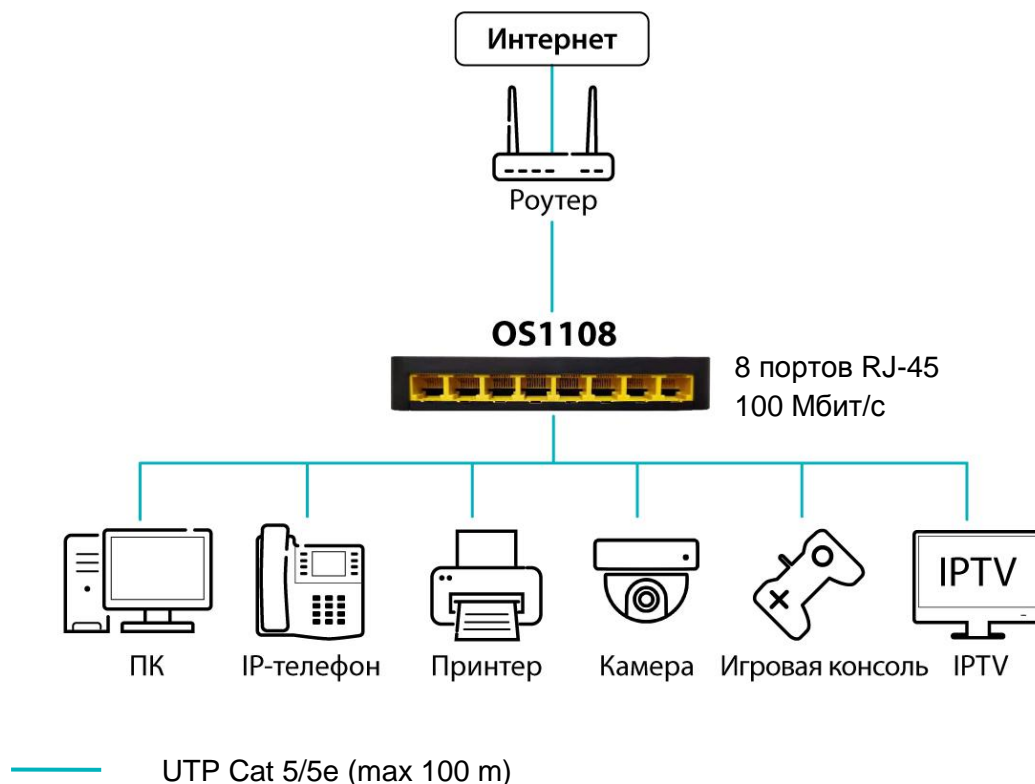 Интернет
Роутер
OS1108
8 портов RJ-45
100 Мбит/с
IPTV
ПК
IP-телефон
Принтер
Камера
Игровая консоль
IPTV
UTP Cat 5/5e (max 100 m)